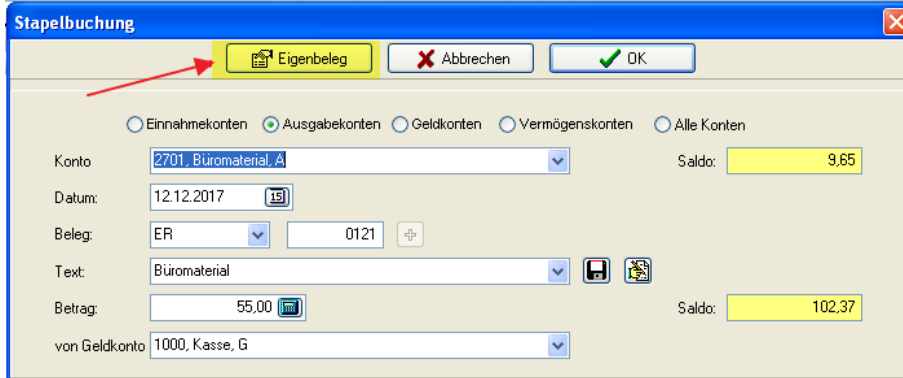 Stapelbuchung
Eigenbeleg Abbrechen OK
Einnahmekonten Ausgabekonten Geldkonten Vermögenskonten Alle Konten
Konto 2701, Büromaterial, A Saldo: 9,65
Datum: 12.12.2017 15
Beleg: ER 0121
Text: Büromaterial
Betrag: 55,00 Saldo: 102,37
von Geldkonto 1000, Kasse, G